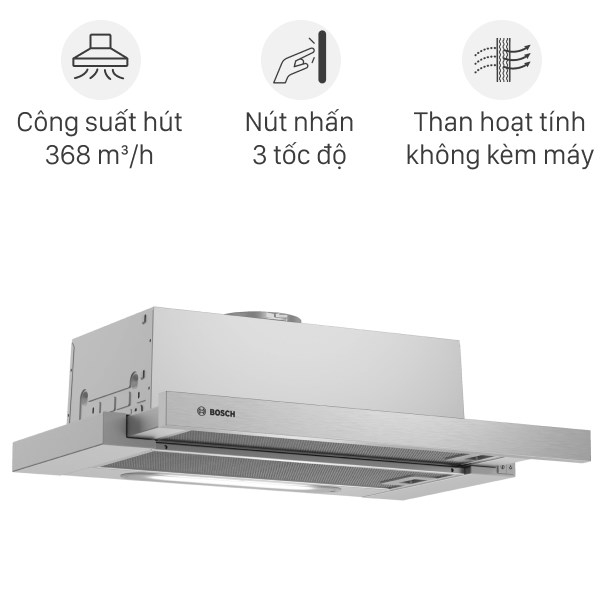 Công suất hút
368 m³/h
Nút nhấn
3 tốc độ
Than hoạt tính
không kèm máy
BOSCH